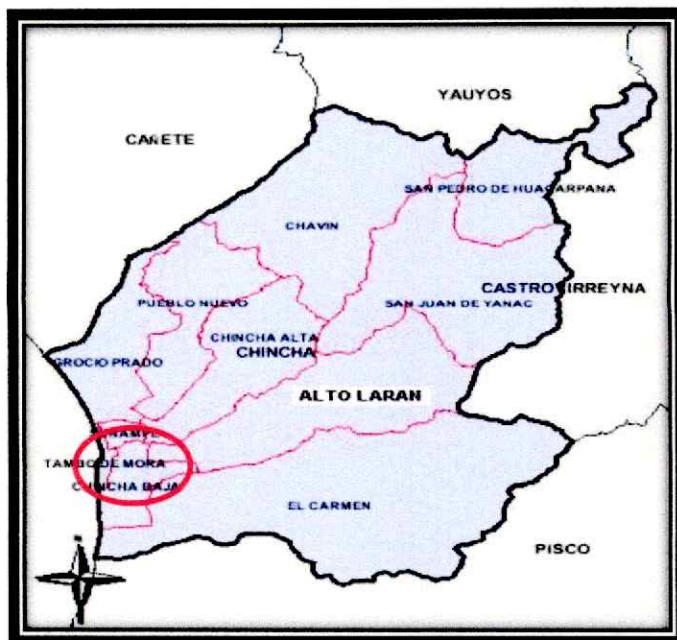 YAUYOS
CAÑETE
SAN PEDRO DE HUACARPANA
CHAVIN
CASTROVIRREYNA
PUEBLO NUEVO
SAN JUAN DE YANAC
CHINCHA ALTA
CHINCHA
GROCIO PRADO
ALTO LARAN
TAMBO DE MORA
CHINCHA BAJA
EL CARMEN
PISCO